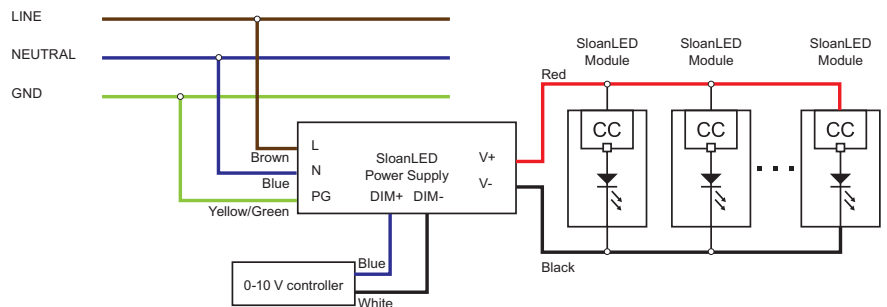 LINE
NEUTRAL
GND
SloanLED
Module
SloanLED
Module
SloanLED
Module
Red
CC
CC
CC
L
N
PG
SloanLED
Power Supply
V+
V-
DIM+ DIM-
Brown
Blue
Yellow/Green
Blue
0-10 V controller
White
Black